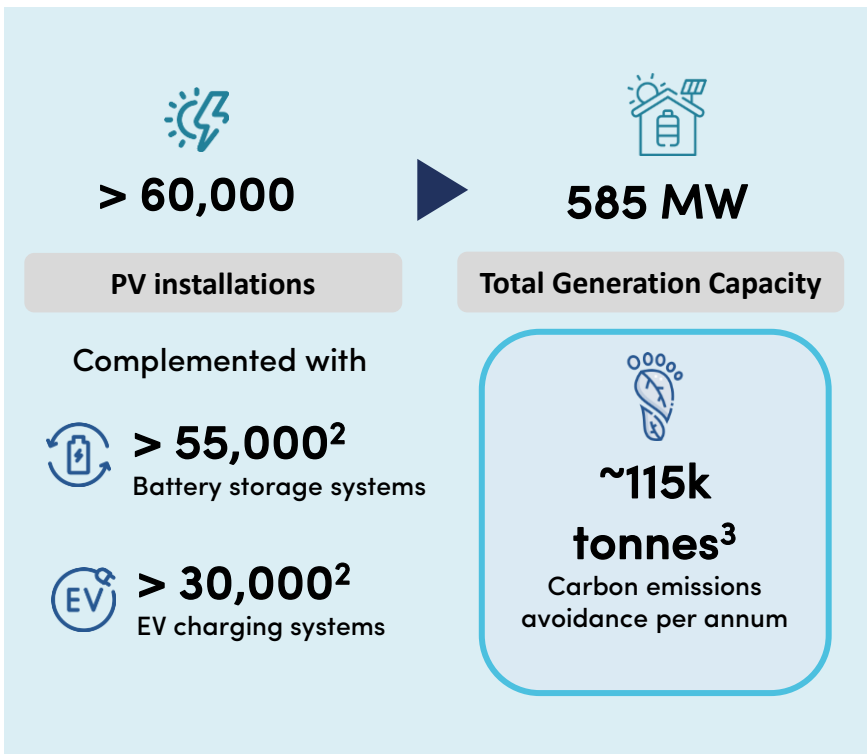 > 60,000
PV installations
585 MW
Total Generation Capacity
Complemented with
> 55,000²
Battery storage systems
EV
> 30,000²
EV charging systems
~115k
tonnes³
Carbon emissions
avoidance per annum